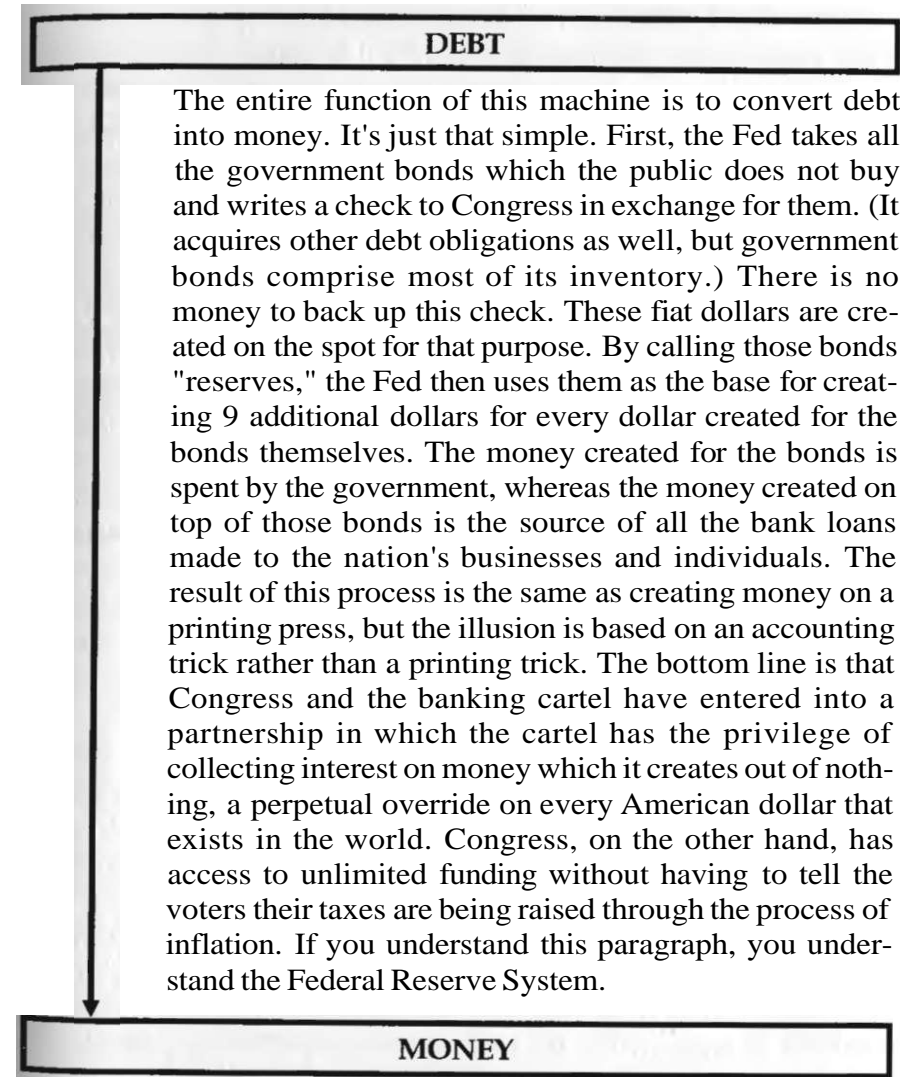 DEBT
The entire function of this machine is to convert debt
into money. It's just that simple. First, the Fed takes all
the government bonds which the public does not buy
and writes a check to Congress in exchange for them. (It
acquires other debt obligations as well, but government
bonds comprise most of its inventory.) There is no
money to back up this check. These fiat dollars are cre-
ated on the spot for that purpose. By calling those bonds
"reserves," the Fed then uses them as the base for creat-
ing 9 additional dollars for every dollar created for the
bonds themselves. The money created for the bonds is
spent by the government, whereas the money created on
top of those bonds is the source of all the bank loans
made to the nation's businesses and individuals. The
result of this process is the same as creating money on a
printing press, but the illusion is based on an accounting
trick rather than a printing trick. The bottom line is that
Congress and the banking cartel have entered into a
partnership in which the cartel has the privilege of
collecting interest on money which it creates out of noth-
ing, a perpetual override on every American dollar that
exists in the world. Congress, on the other hand, has
access to unlimited funding without having to tell the
voters their taxes are being raised through the process of
inflation. If you understand this paragraph, you under-
stand the Federal Reserve System.
MONEY